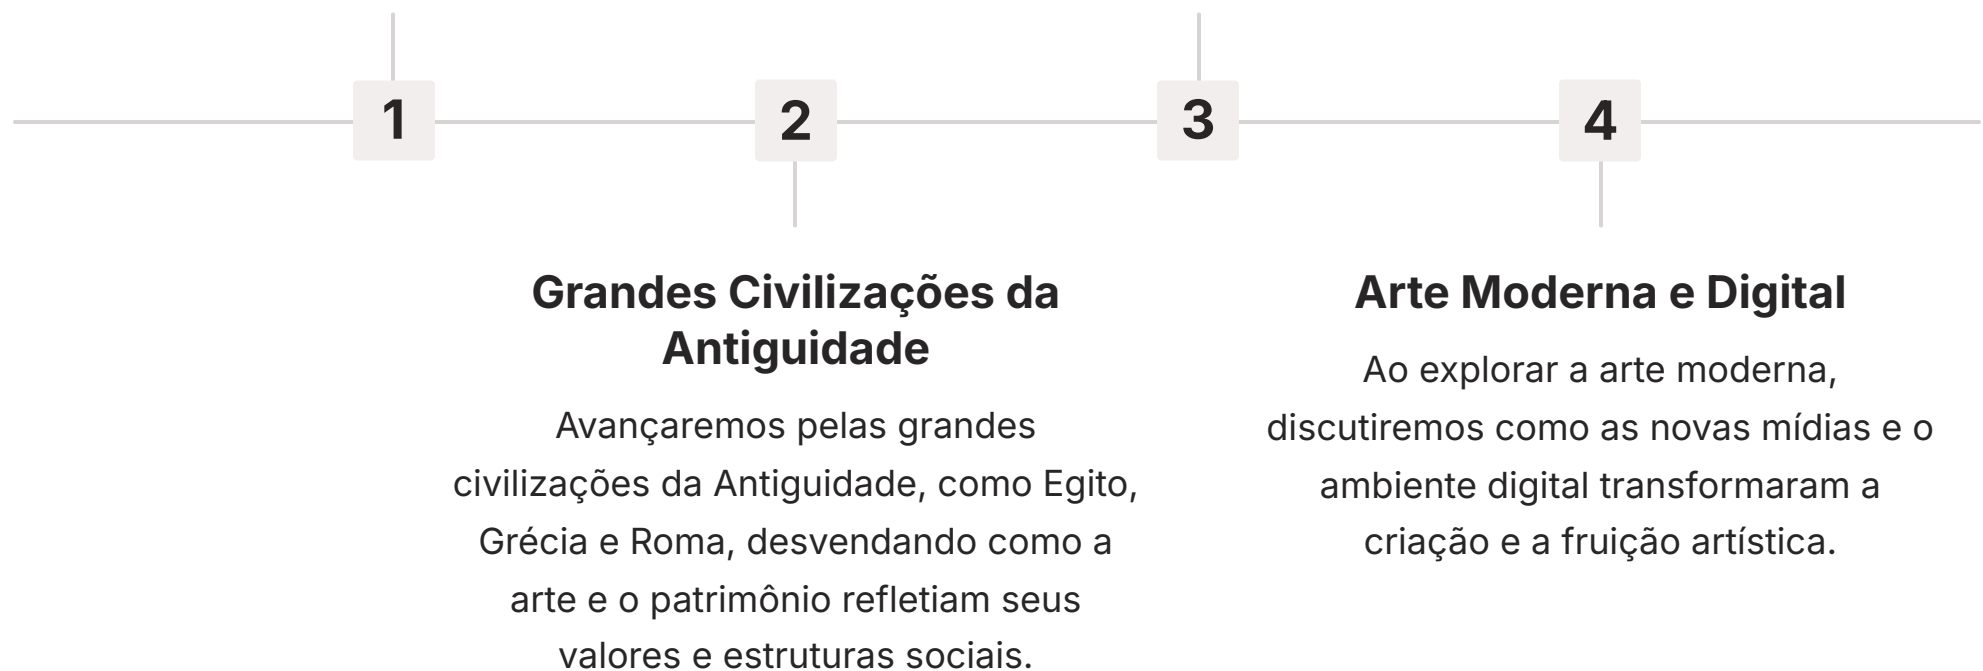 1
2
3
4
Grandes Civilizações da
Antiguidade
Avançaremos pelas grandes
civilizações da Antiguidade, como Egito,
Grécia e Roma, desvendando como a
arte e o patrimônio refletiam seus
valores e estruturas sociais.
Arte Moderna e Digital
Ao explorar a arte moderna,
discutiremos como as novas mídias e o
ambiente digital transformaram a
criação e a fruição artística.